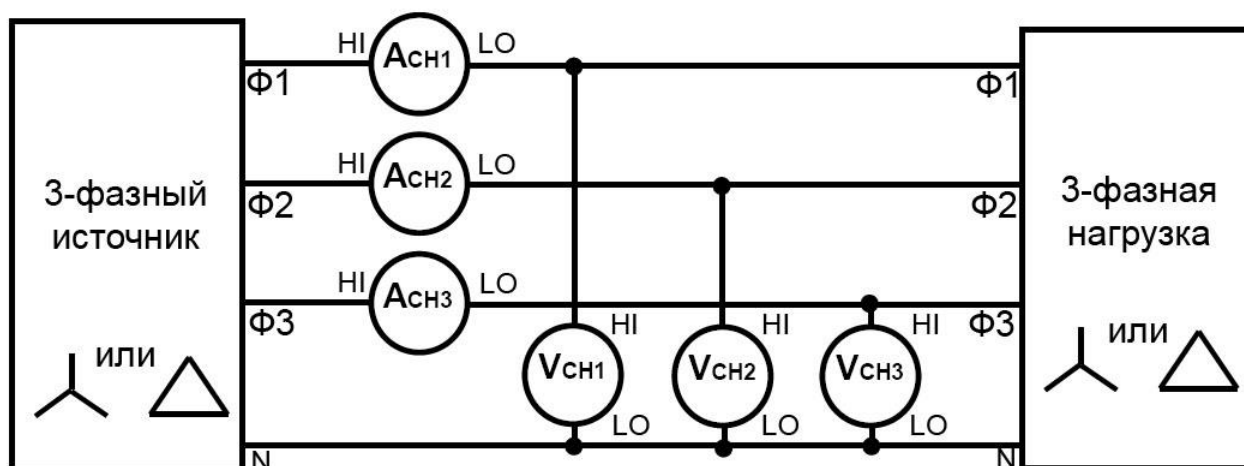 HI ACH1 LO
Ф1 Ф1
HI ACH2 LO
3-фазный
источник
Ф2 Ф2
3-фазная
нагрузка
HI ACH3 LO
Ф3 Ф3
HI HI HI
VCH1 VCH2 VCH3
или или
LO LO LO
N N